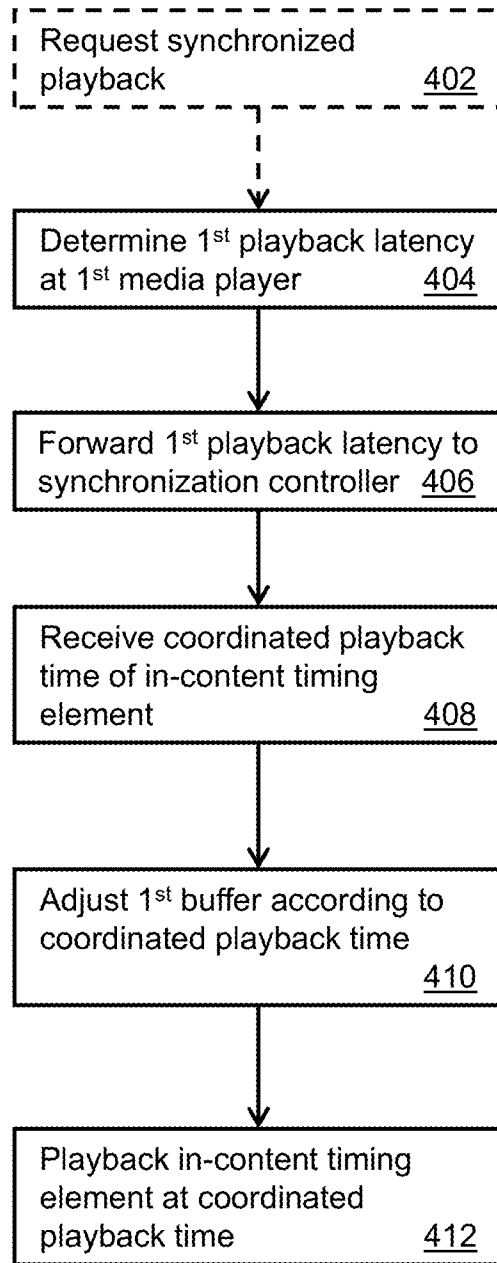 Request synchronized
playback 402
Determine 1st playback latency
at 1st media player 404
Forward 1st playback latency to
synchronization controller 406
Receive coordinated playback
time of in-content timing
element 408
Adjust 1st buffer according to
coordinated playback time
410
Playback in-content timing
element at coordinated
playback time 412